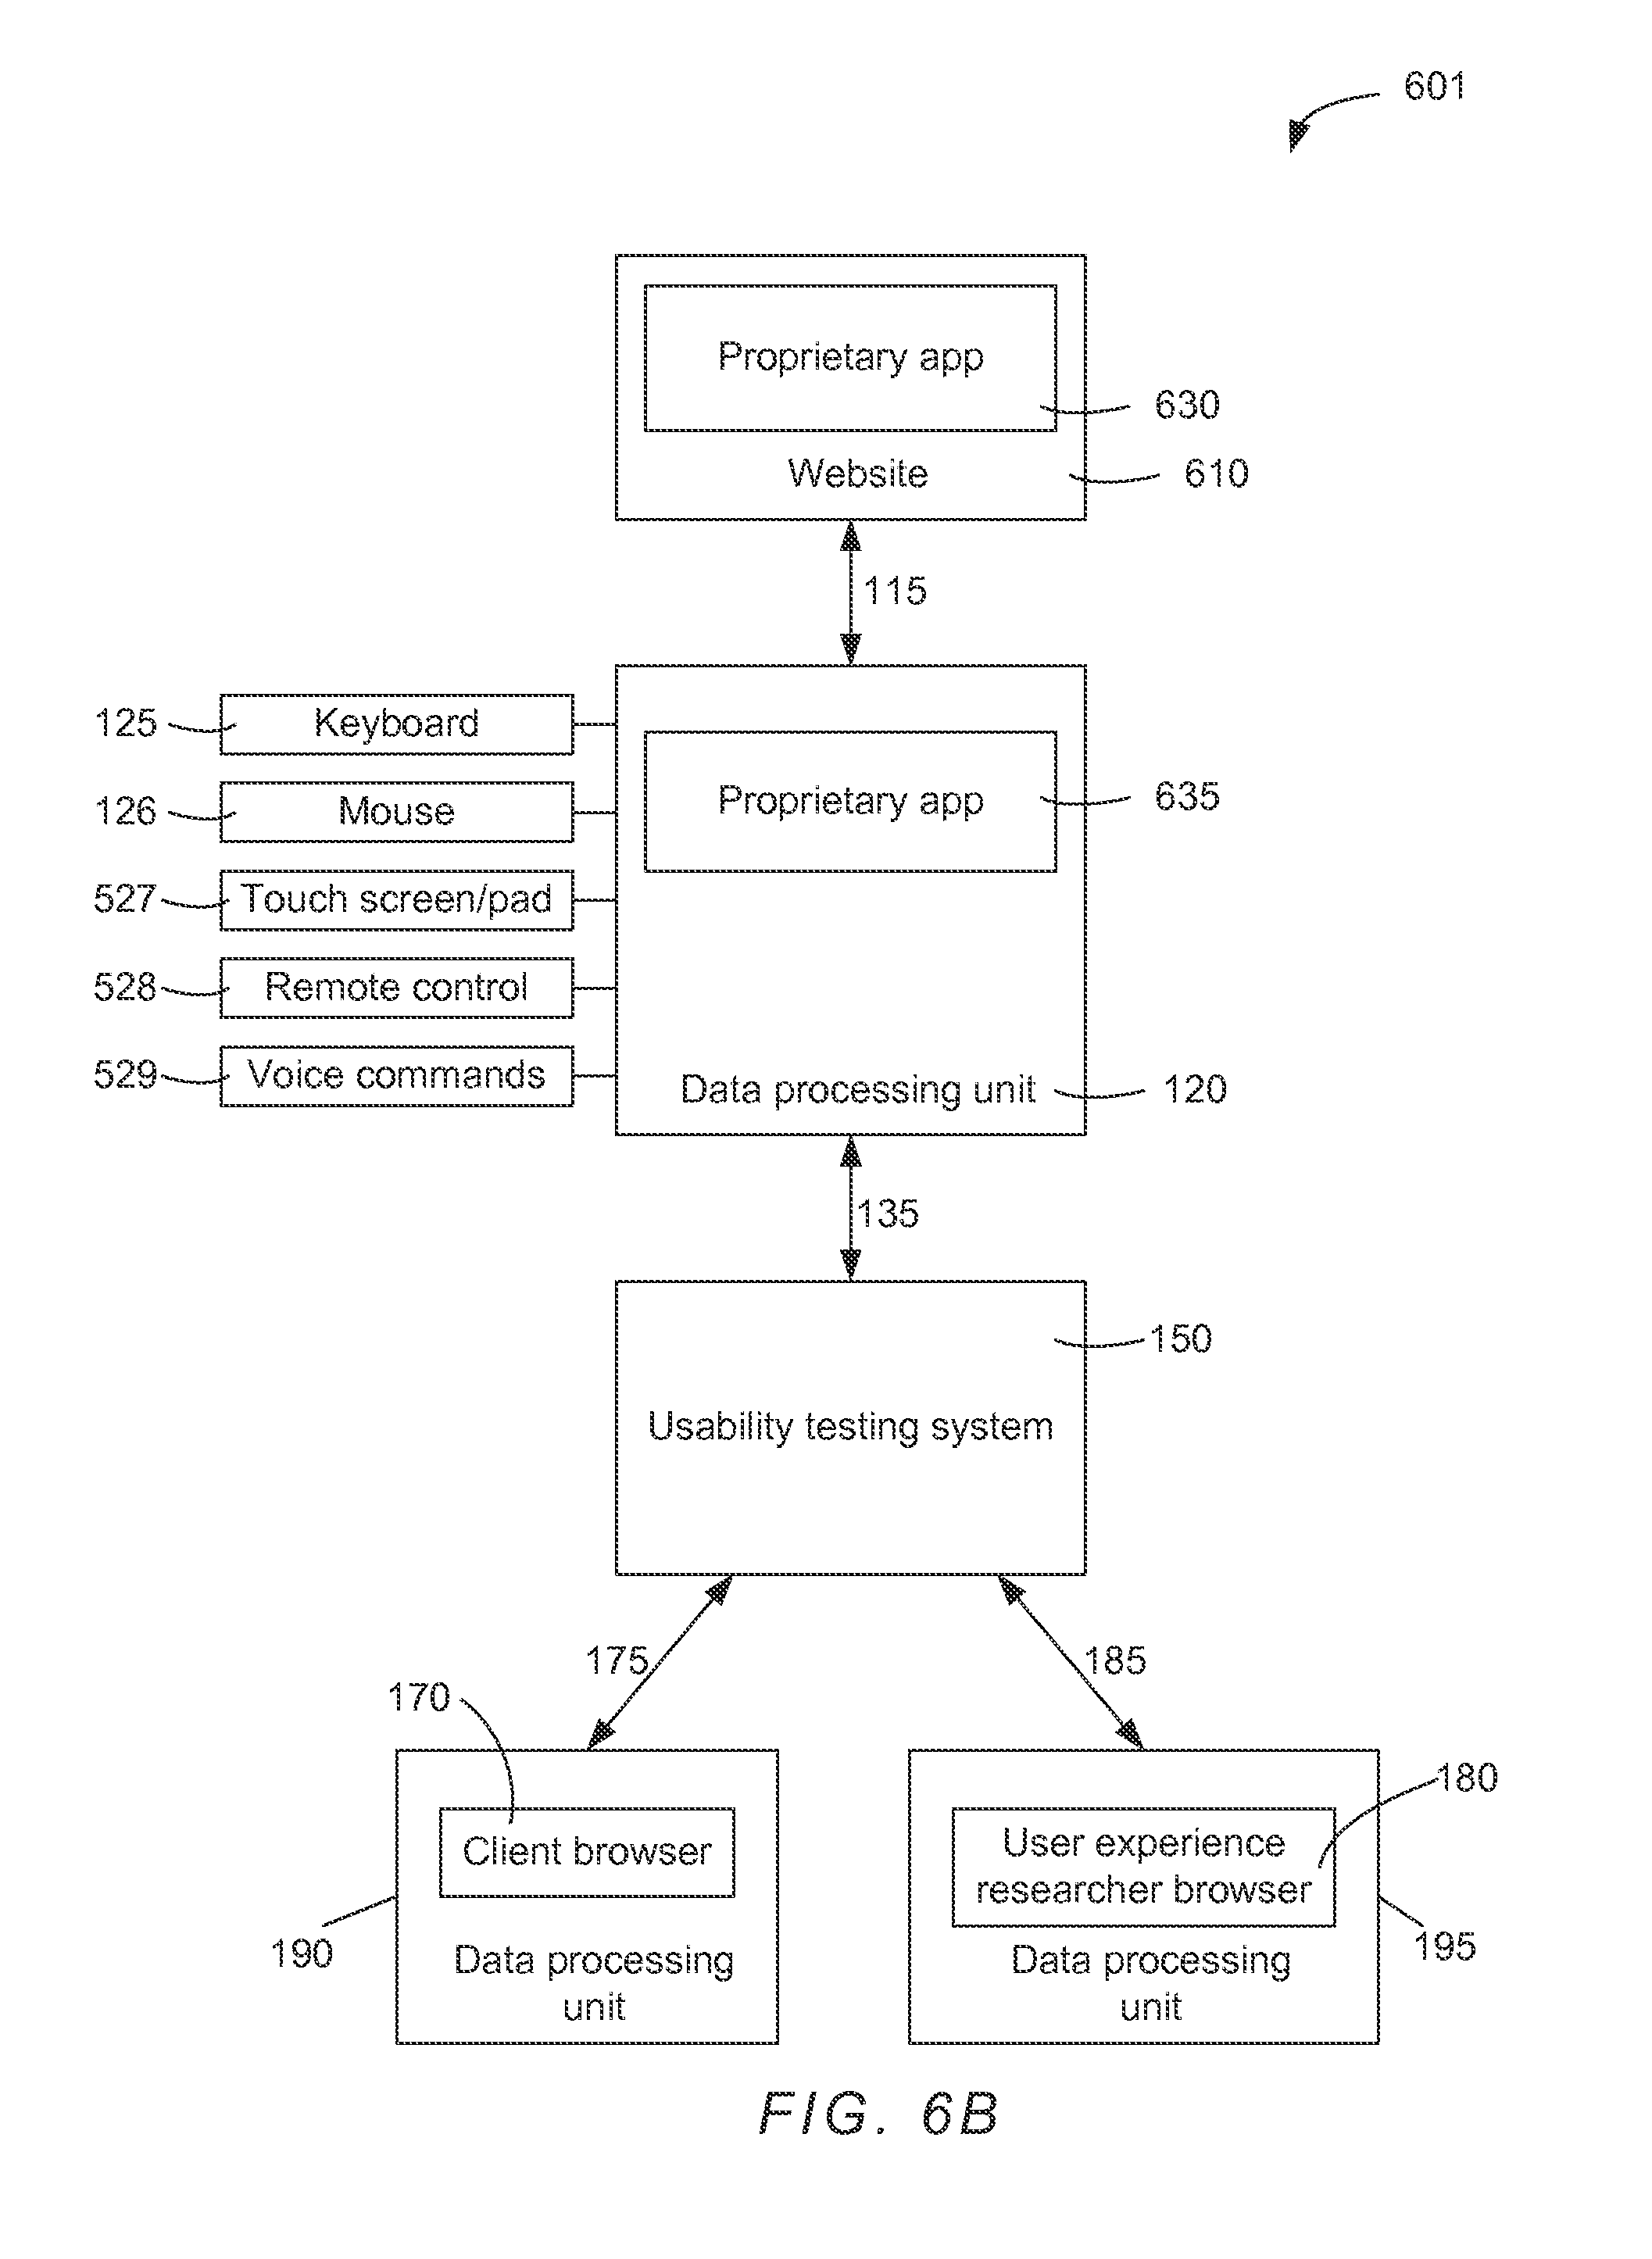 601
Proprietary app
630
Website
610
115
125
Keyboard
126
Mouse
Proprietary app
635
527
Touch screen/pad
528
Remote control
529
Voice commands
Data processing unit
120
135
150
Usability testing system
175
185
170
180
Client browser
User experience
researcher browser
190
195
Data processing
unit
Data processing
unit
FIG. 6B